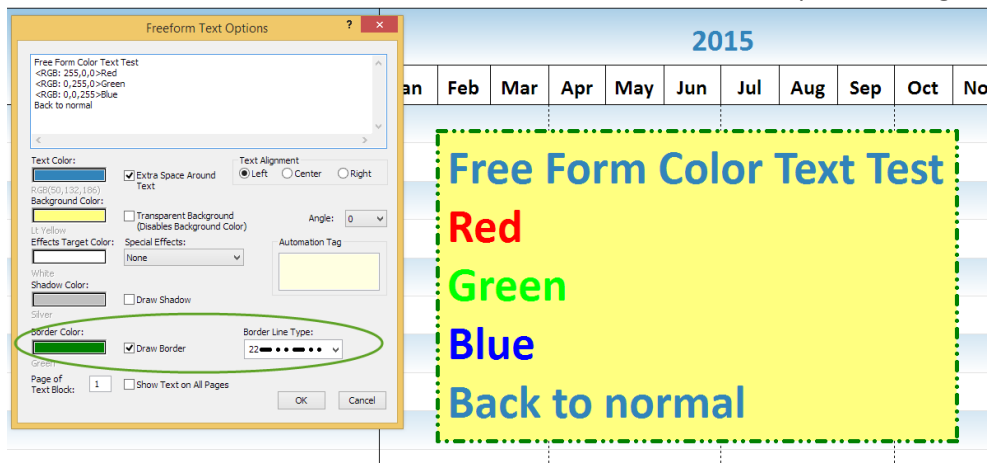 Freeform Text Options
?
×
Free Form Color Text Test
<RGB: 255,0,0>Red
<RGB: 0,255,0>Green
<RGB: 0,0,255>Blue
Back to normal
Text Color:
RGB(50,132,186)
Extra Space Around
Text
Text Alignment
Left
Center
Right
Background Color:
Lt Yellow
Transparent Background
(Disables Background Color)
Angle:
0
Effects Target Color:
White
Special Effects:
None
Automation Tag
Shadow Color:
Silver
Draw Shadow
Border Color:
Green
Draw Border
Border Line Type:
22
Page of
Text Block:
1
Show Text on All Pages
OK
Cancel
2015
an Feb Mar Apr May Jun Jul Aug Sep Oct No
Free Form Color Text Test
Red
Green
Blue
Back to normal